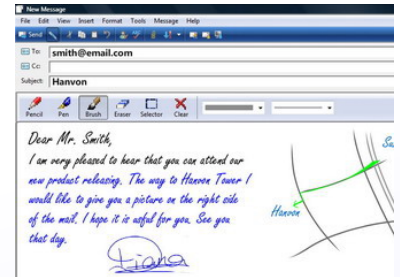 New Message
File Edit View Insert Format Tools Message Help
Send
To: smith@email.com
Cc:
Subject: Hanvon
Pencil Pen Brush Eraser Selector Clear
Dear Mr. Smith,
I am very pleased to hear that you can attend our
new product releasing. The way to Hanvon Tower I
would like to give you a picture on the right side
of the mail. I hope it is usful for you. See you
that day.
Liana
Hanvon